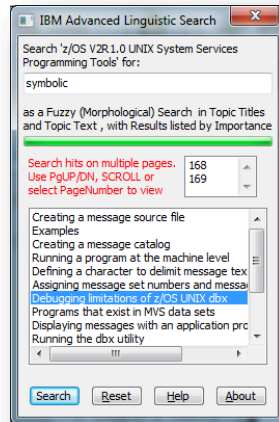 IBM Advanced Linguistic Search
Search 'z/OS V2R1.0 UNIX System Services
Programming Tools' for:
symbolic
as a Fuzzy (Morphological) Search in Topic Titles
and Topic Text , with Results listed by Importance
Search hits on multiple pages.
Use PgUP/DN, SCROLL or
select PageNumber to view
168
169
Creating a message source file
Examples
Creating a message catalog
Running a program at the machine level
Defining a character to delimit message tex
Assigning message set numbers and messag
Debugging limitations of z/OS UNIX dbx
Programs that exist in MVS data sets
Displaying messages with an application prc
Running the dbx utility
Search Reset Help About